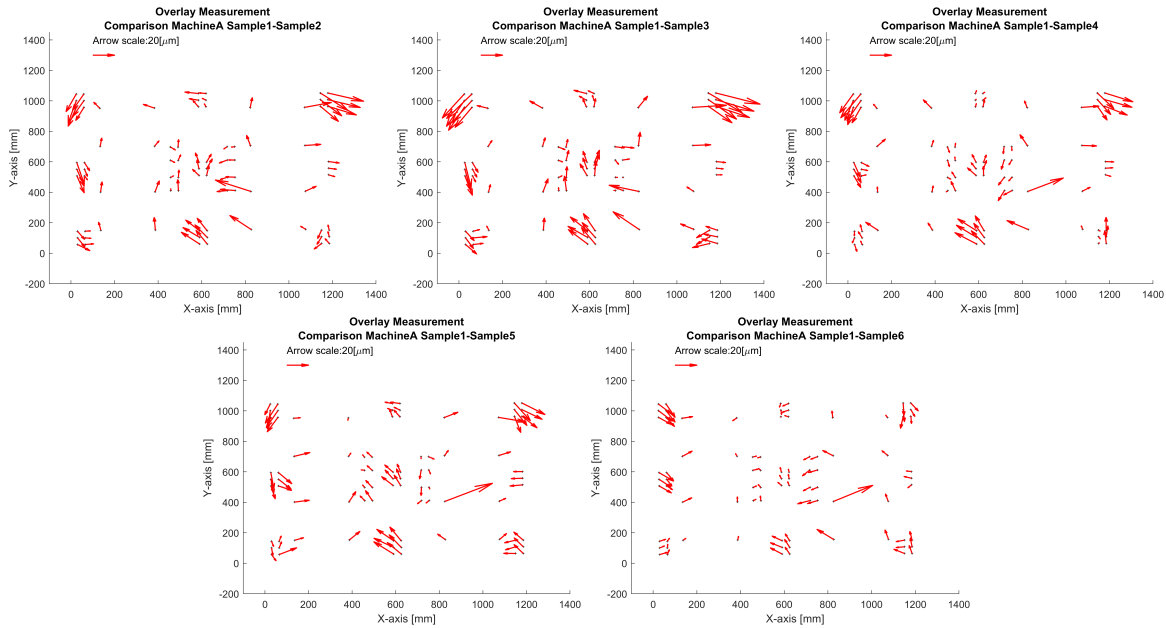 Overlay Measurement
Comparison MachineA Sample1-Sample2
Arrow scale:20[μm]
1400
1200
1000
800
600
400
200
0
-200
Y-axis [mm]
0 200 400 600 800 1000 1200 1400
X-axis [mm]
Overlay Measurement
Comparison MachineA Sample1-Sample3
Arrow scale:20[μm]
1400
1200
1000
800
600
400
200
0
-200
Y-axis [mm]
0 200 400 600 800 1000 1200 1400
X-axis [mm]
Overlay Measurement
Comparison MachineA Sample1-Sample4
Arrow scale:20[μm]
1400
1200
1000
800
600
400
200
0
-200
Y-axis [mm]
0 200 400 600 800 1000 1200 1400
X-axis [mm]
Overlay Measurement
Comparison MachineA Sample1-Sample5
Arrow scale:20[μm]
1400
1200
1000
800
600
400
200
0
-200
Y-axis [mm]
0 200 400 600 800 1000 1200 1400
X-axis [mm]
Overlay Measurement
Comparison MachineA Sample1-Sample6
Arrow scale:20[μm]
1400
1200
1000
800
600
400
200
0
-200
Y-axis [mm]
0 200 400 600 800 1000 1200 1400
X-axis [mm]